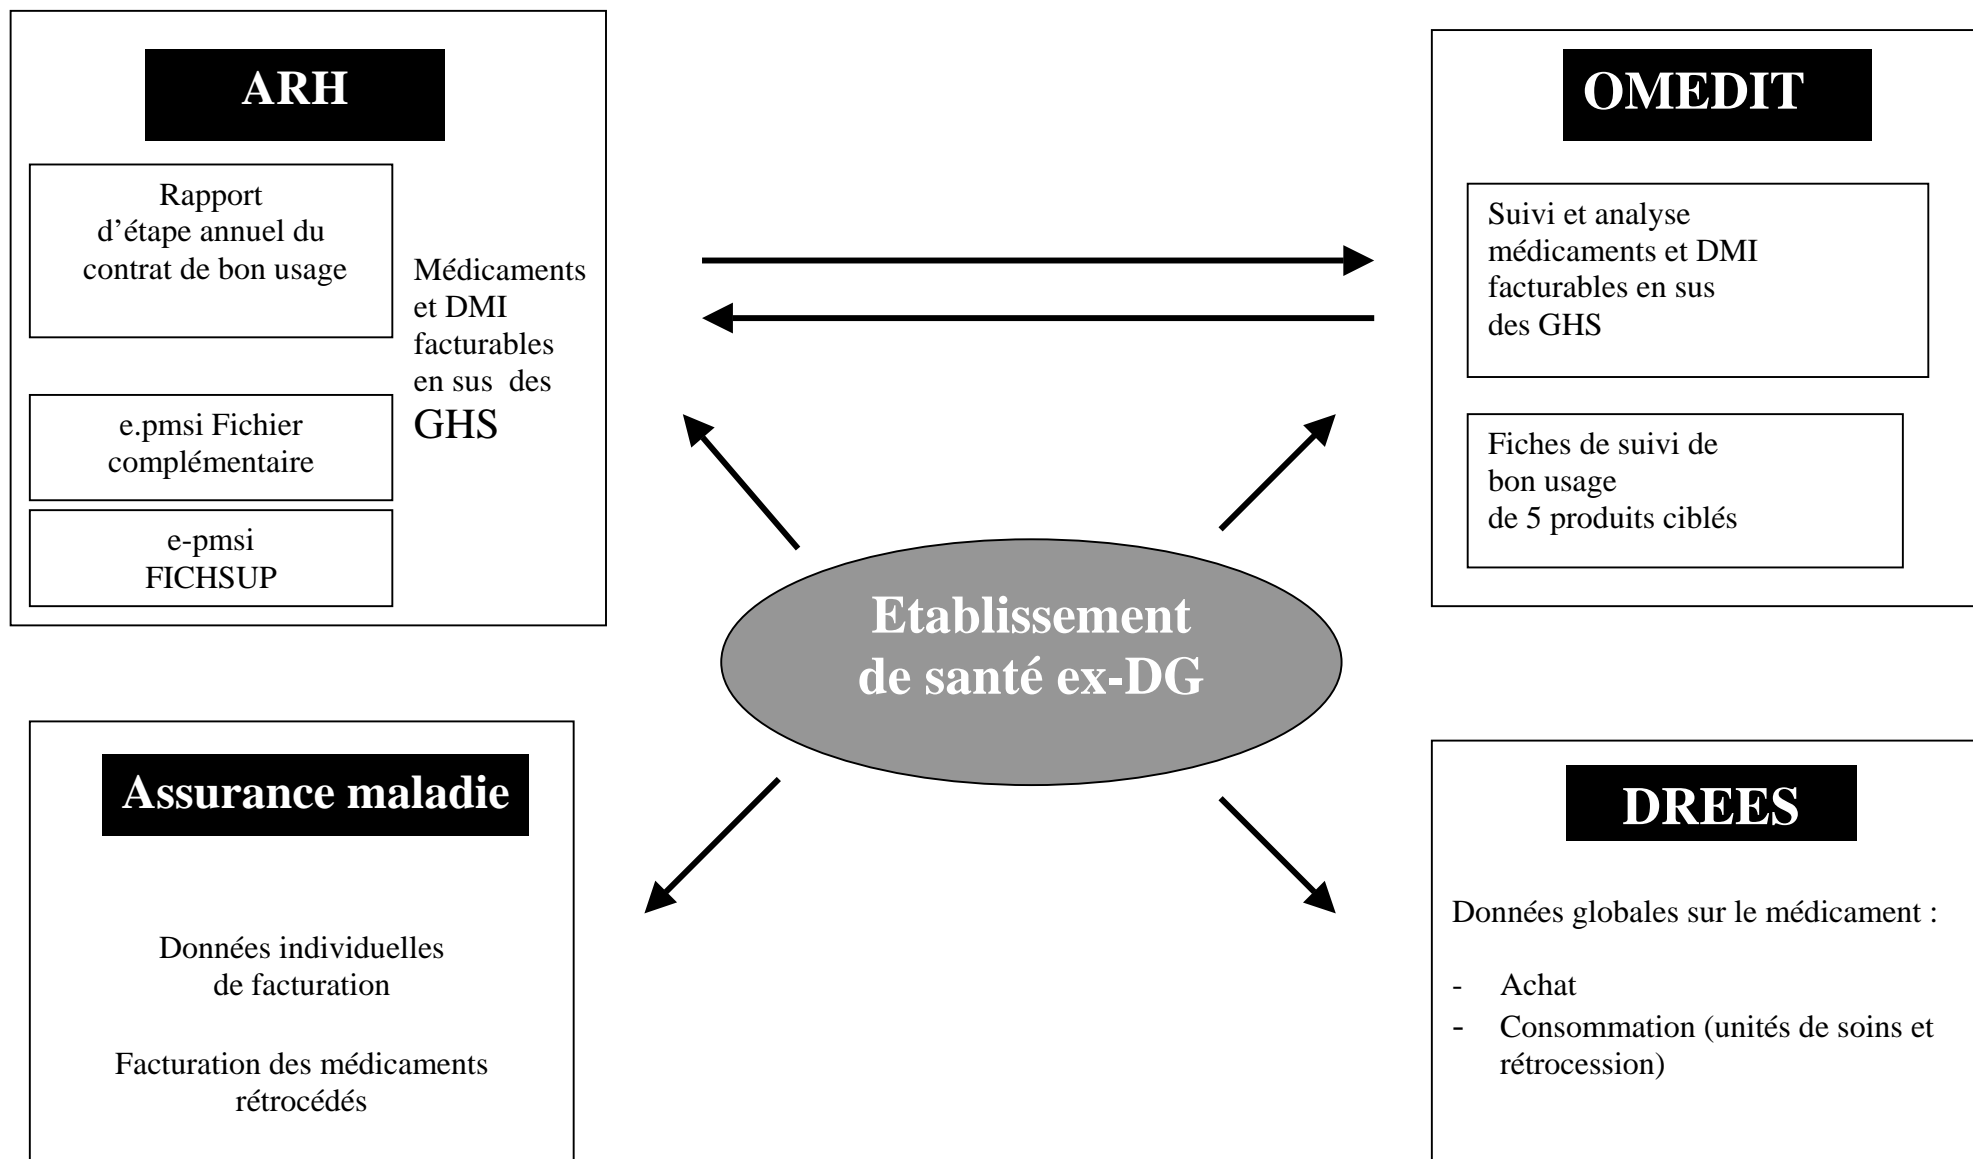 ARH
Rapport
d’étape annuel du
contrat de bon usage
e.pmsi Fichier
complémentaire
e-pmsi
FICHSUP
Médicaments
et DMI
facturables
en sus des
GHS
OMEDIT
Suivi et analyse
médicaments et DMI
facturables en sus
des GHS
Fiches de suivi de
bon usage
de 5 produits ciblés
Etablissement
de santé ex-DG
Assurance maladie
Données individuelles
de facturation
Facturation des médicaments
rétrocédés
DREES
Données globales sur le médicament :
- Achat
- Consommation (unités de soins et
rétrocession)